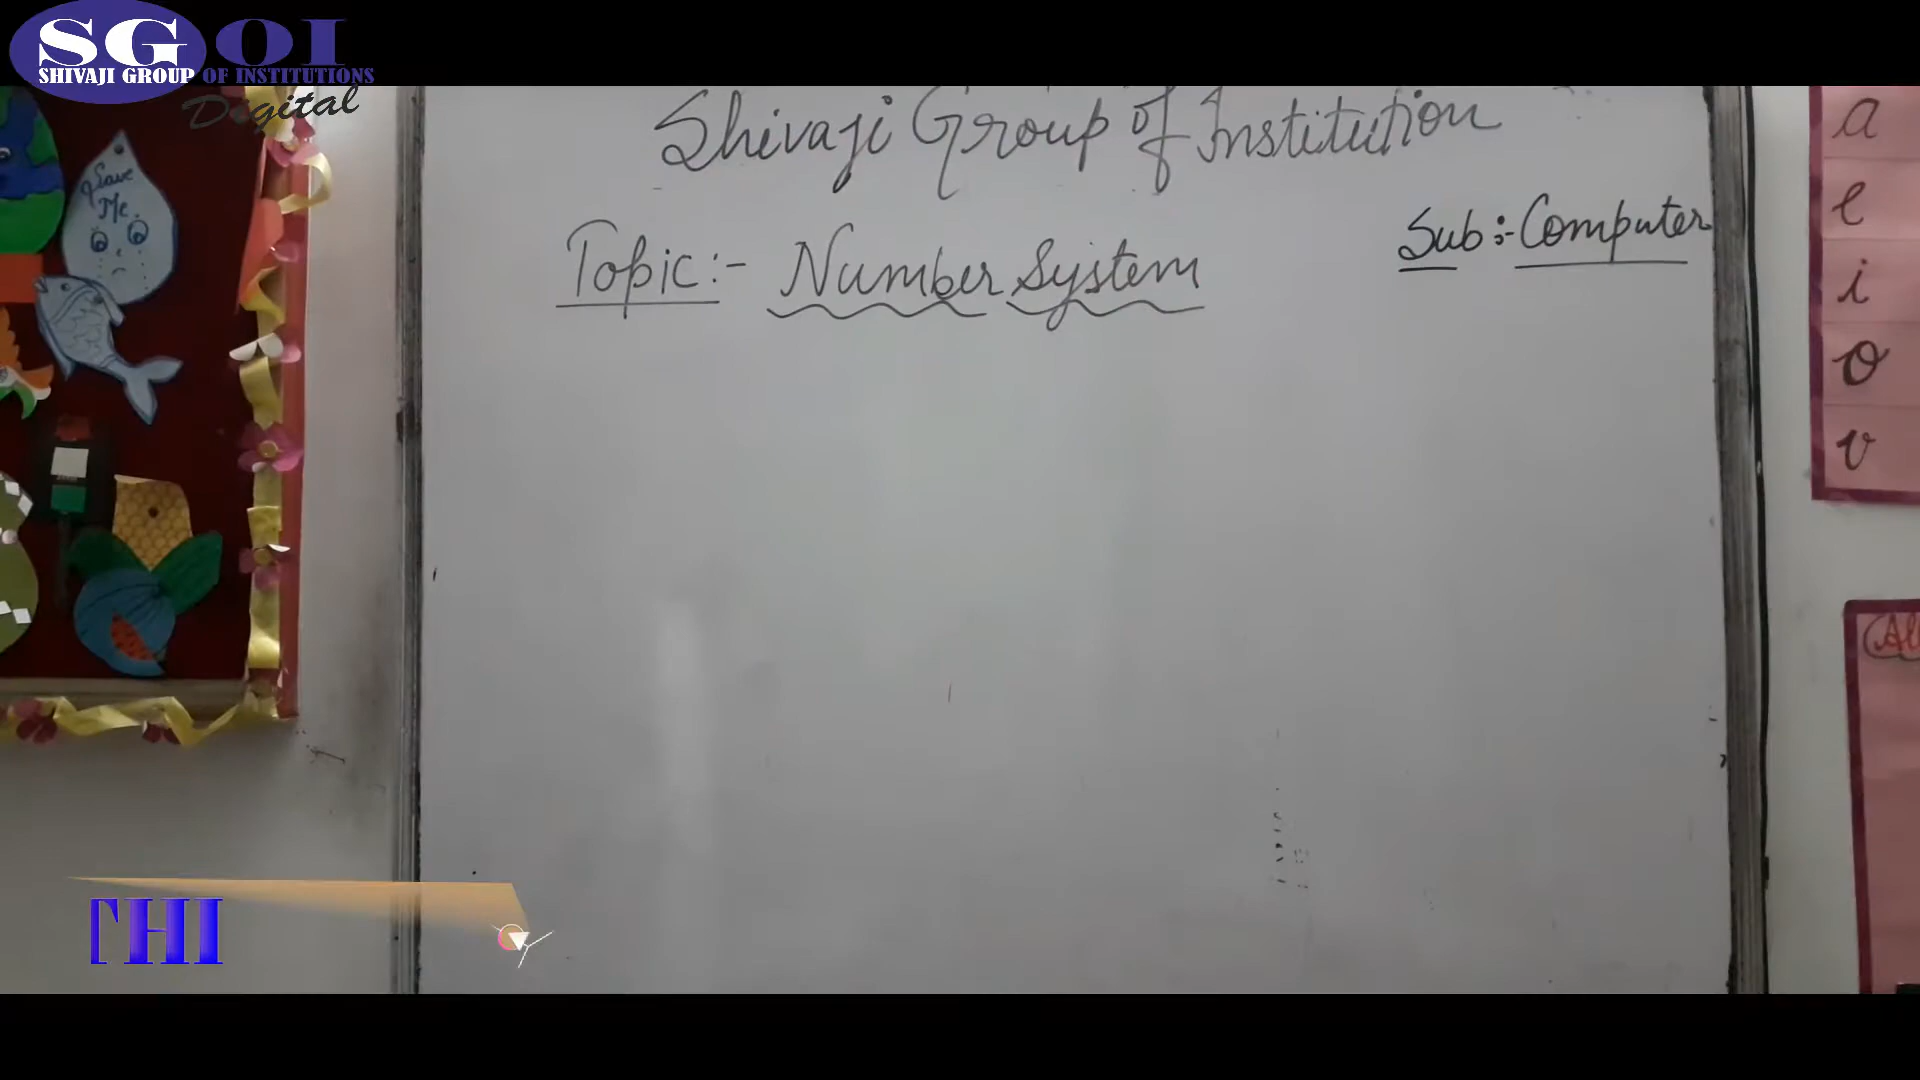 SGOI
SHIVAJI GROUP OF INSTITUTIONS
Digital
Shivaji Group of Institution
Sub:- Computer
Topic:- Number System
Save
Me.
a
e
i
o
v
THI